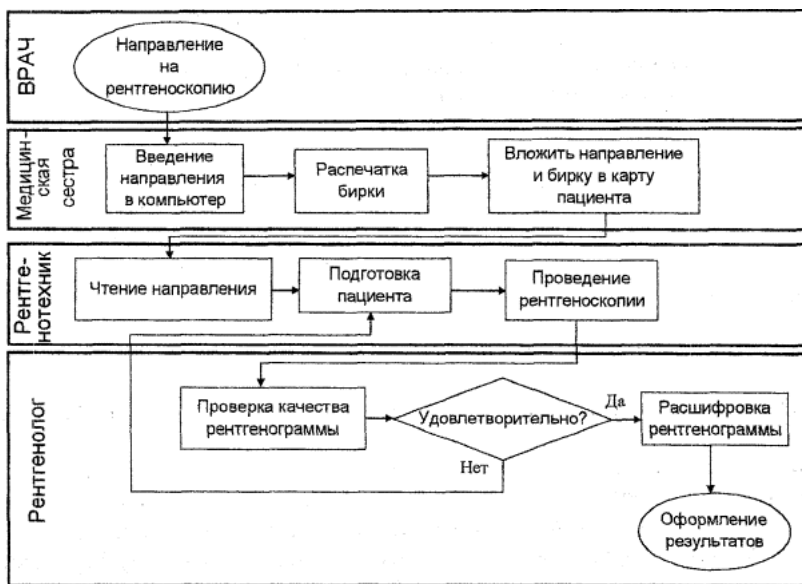 ВРАЧ
Направление
на
рентгеноскопию
Медицин-
ская
сестра
Введение
направления
в компьютер
Распечатка
бирки
Вложить направление
и бирку в карту
пациента
Рентге-
нотехник
Чтение направления
Подготовка
пациента
Проведение
рентгеноскопии
Рентгенолог
Проверка качества
рентгенограммы
Удовлетворительно?
Да
Нет
Расшифровка
рентгенограммы
Оформление
результатов